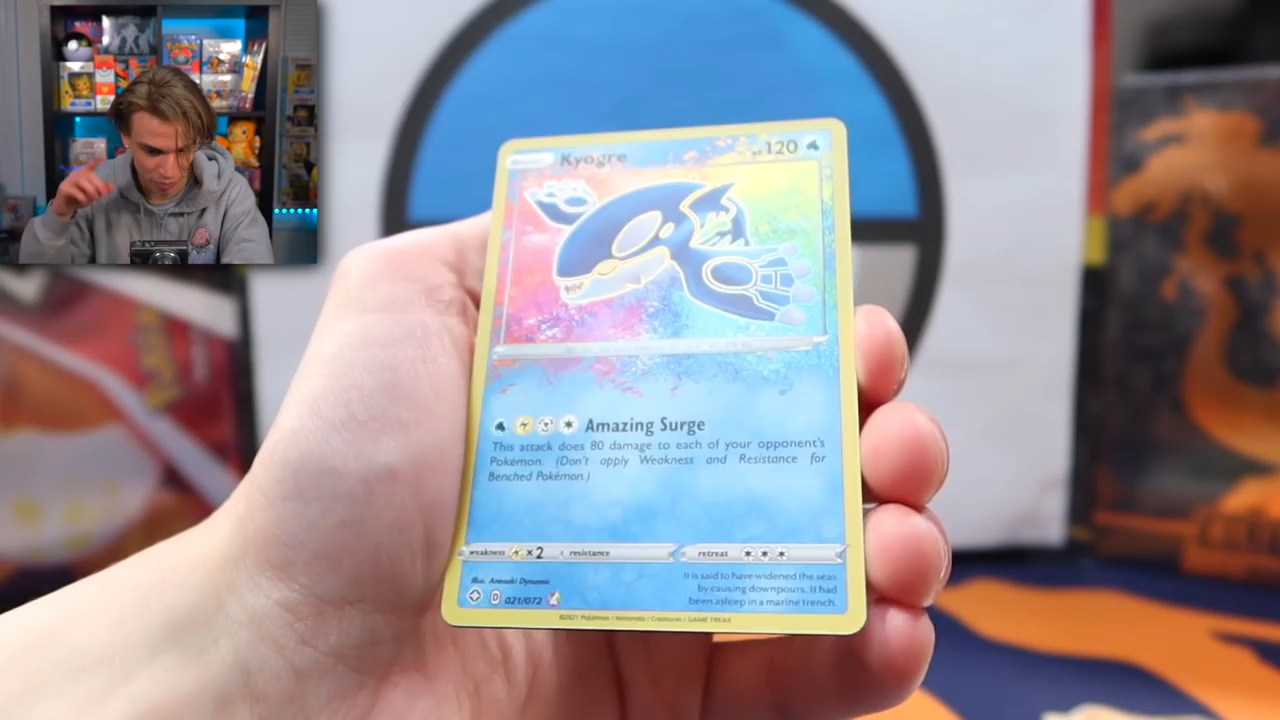 Kyogre
120
Amazing Surge
This attack does 80 damage to each of your opponent's
Pokémon. (Don't apply Weakness and Resistance for
Benched Pokémon.)
weakness ×2 resistance retreat
Illus. Anesaki Dynamic
It is said to have widened the seas
by causing downpours. It had
been asleep in a marine trench.
D 021/072
©2021 Pokémon / Nintendo / Creatures / GAME FREAK